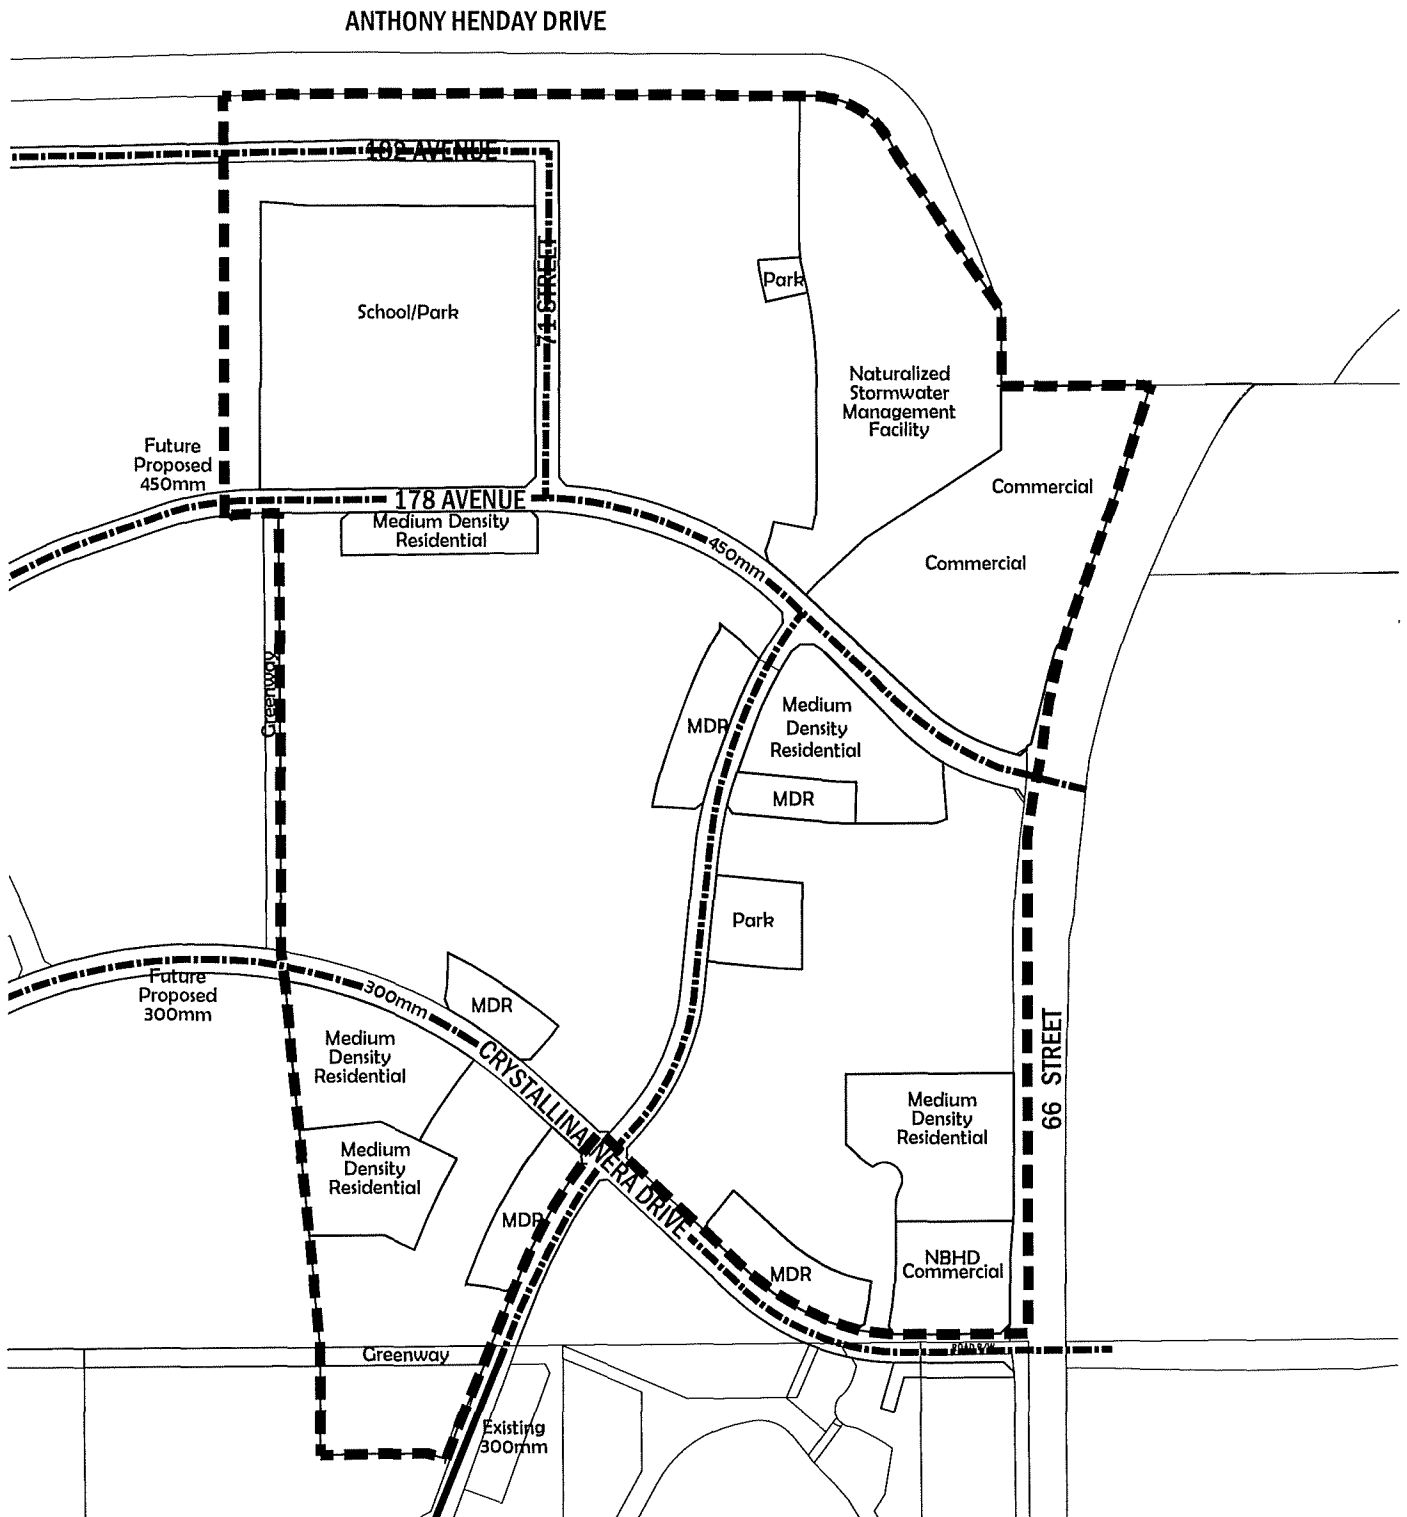 ANTHONY HENDAY DRIVE
182 AVENUE
71 STREET
Park
School/Park
Naturalized
Stormwater
Management
Facility
Future
Proposed
450mm
Commercial
178 AVENUE
Medium Density
Residential
450mm
Commercial
Greenway
MDR
Medium
Density
Residential
MDR
Park
Future
Proposed
300mm
300mm
MDR
66 STREET
Medium
Density
Residential
CRYSTALLINA NERA DRIVE
Medium
Density
Residential
Medium
Density
Residential
MDR
MDR
NBHD
Commercial
Greenway
ROAD R/W
Existing
300mm